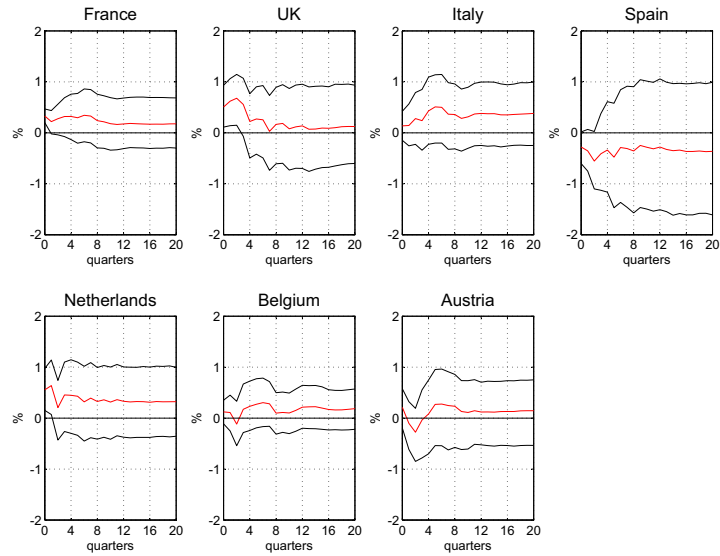 France UK Italy Spain
2 2 2 2
1 1 1 1
% 0 % 0 % 0 % 0
-1 -1 -1 -1
-2 -2 -2 -2
0 4 8 12 16 20 0 4 8 12 16 20 0 4 8 12 16 20 0 4 8 12 16 20
quarters quarters quarters quarters
Netherlands Belgium Austria
2 2 2
1 1 1
% 0 % 0 % 0
-1 -1 -1
-2 -2 -2
0 4 8 12 16 20 0 4 8 12 16 20 0 4 8 12 16 20
quarters quarters quarters